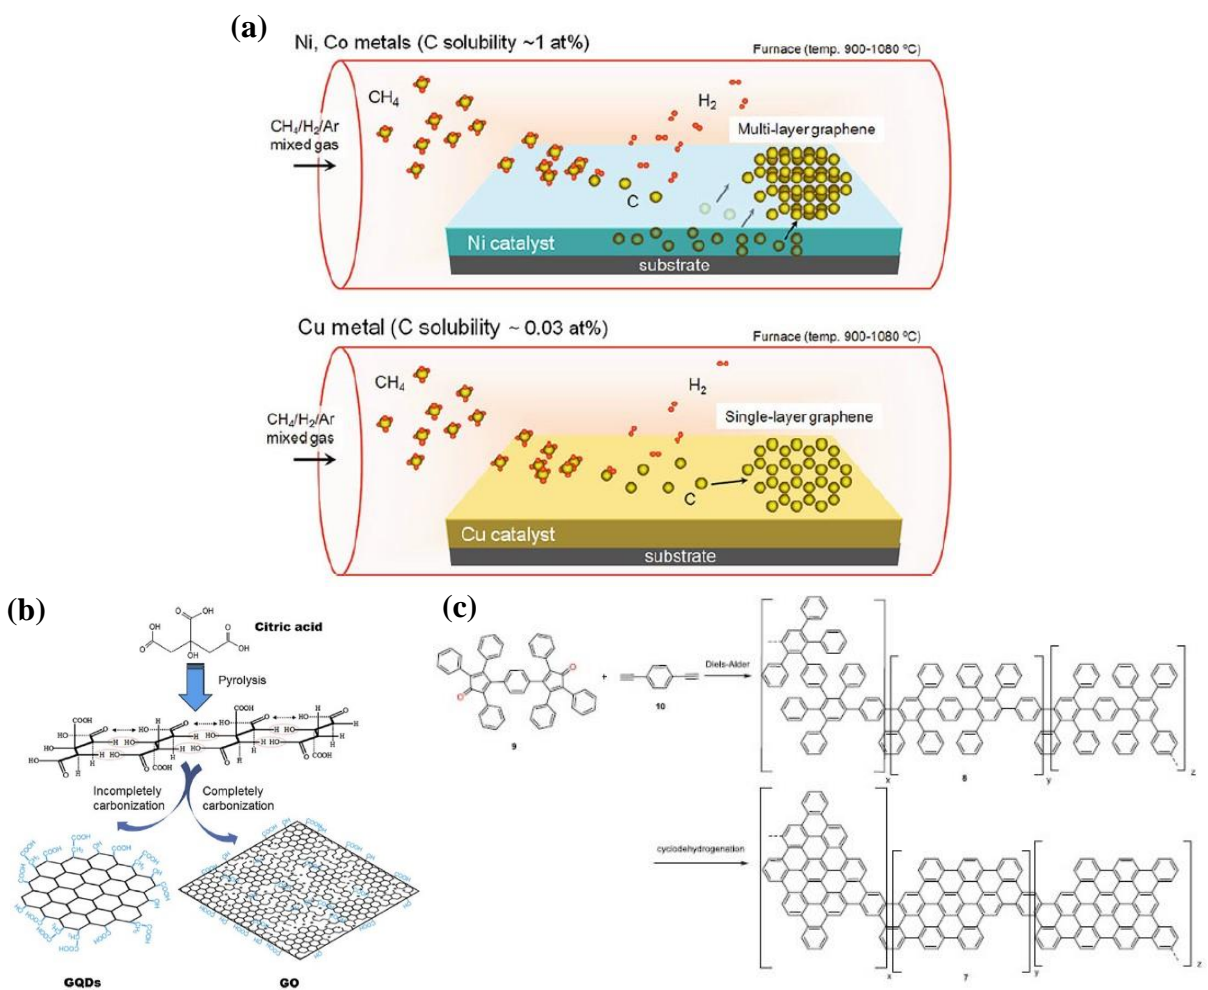 (a)
Ni, Co metals (C solubility ~1 at%)
Furnace (temp. 900-1080 ºC)
CH4
H2
CH4/H2/Ar
mixed gas
Multi-layer graphene
C
Ni catalyst
substrate
Cu metal (C solubility ~ 0.03 at%)
Furnace (temp. 900-1080 ºC)
CH4
H2
CH4/H2/Ar
mixed gas
Single-layer graphene
C
Cu catalyst
substrate
(b)
Citric acid
Pyrolysis
Incompletely
carbonization
Completely
carbonization
GQDs
GO
(c)
9
+
10
Diels-Alder
x
8
y
z
cyclodehydrogenation
x
7
y
z